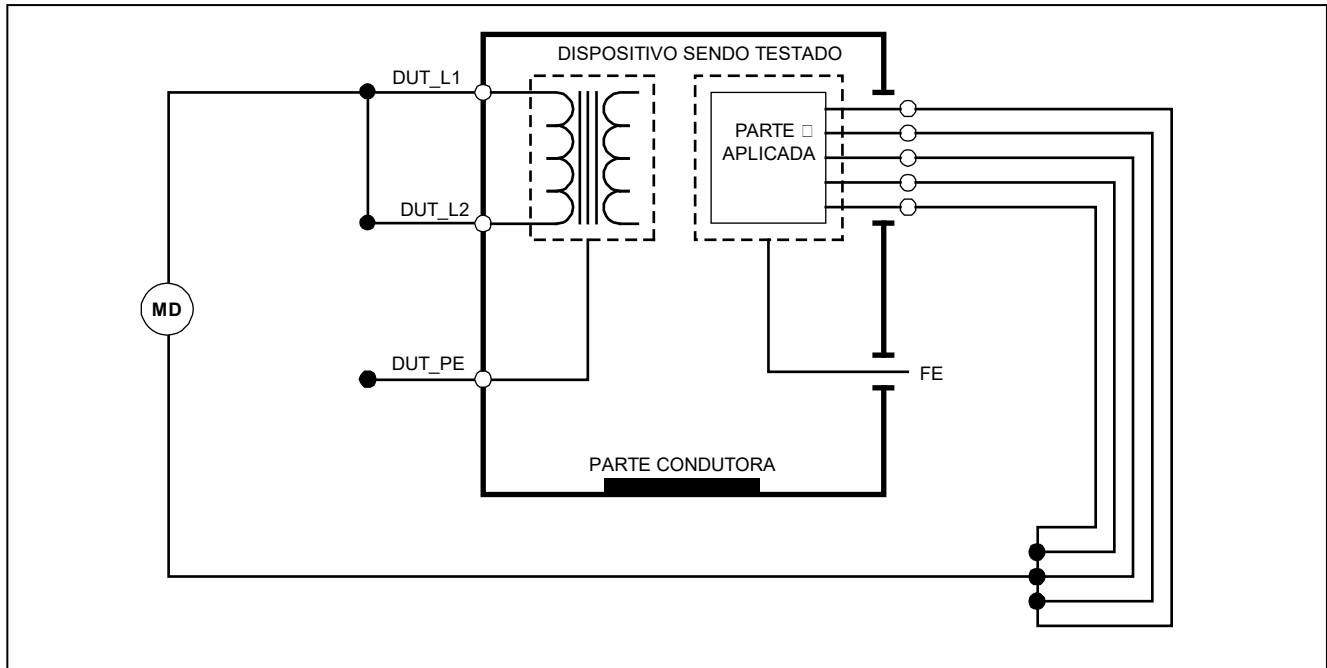 DISPOSITIVO SENDO TESTADO
DUT_L1
PARTE □
APLICADA
DUT_L2
MD
DUT_PE
FE
PARTE CONDUTORA